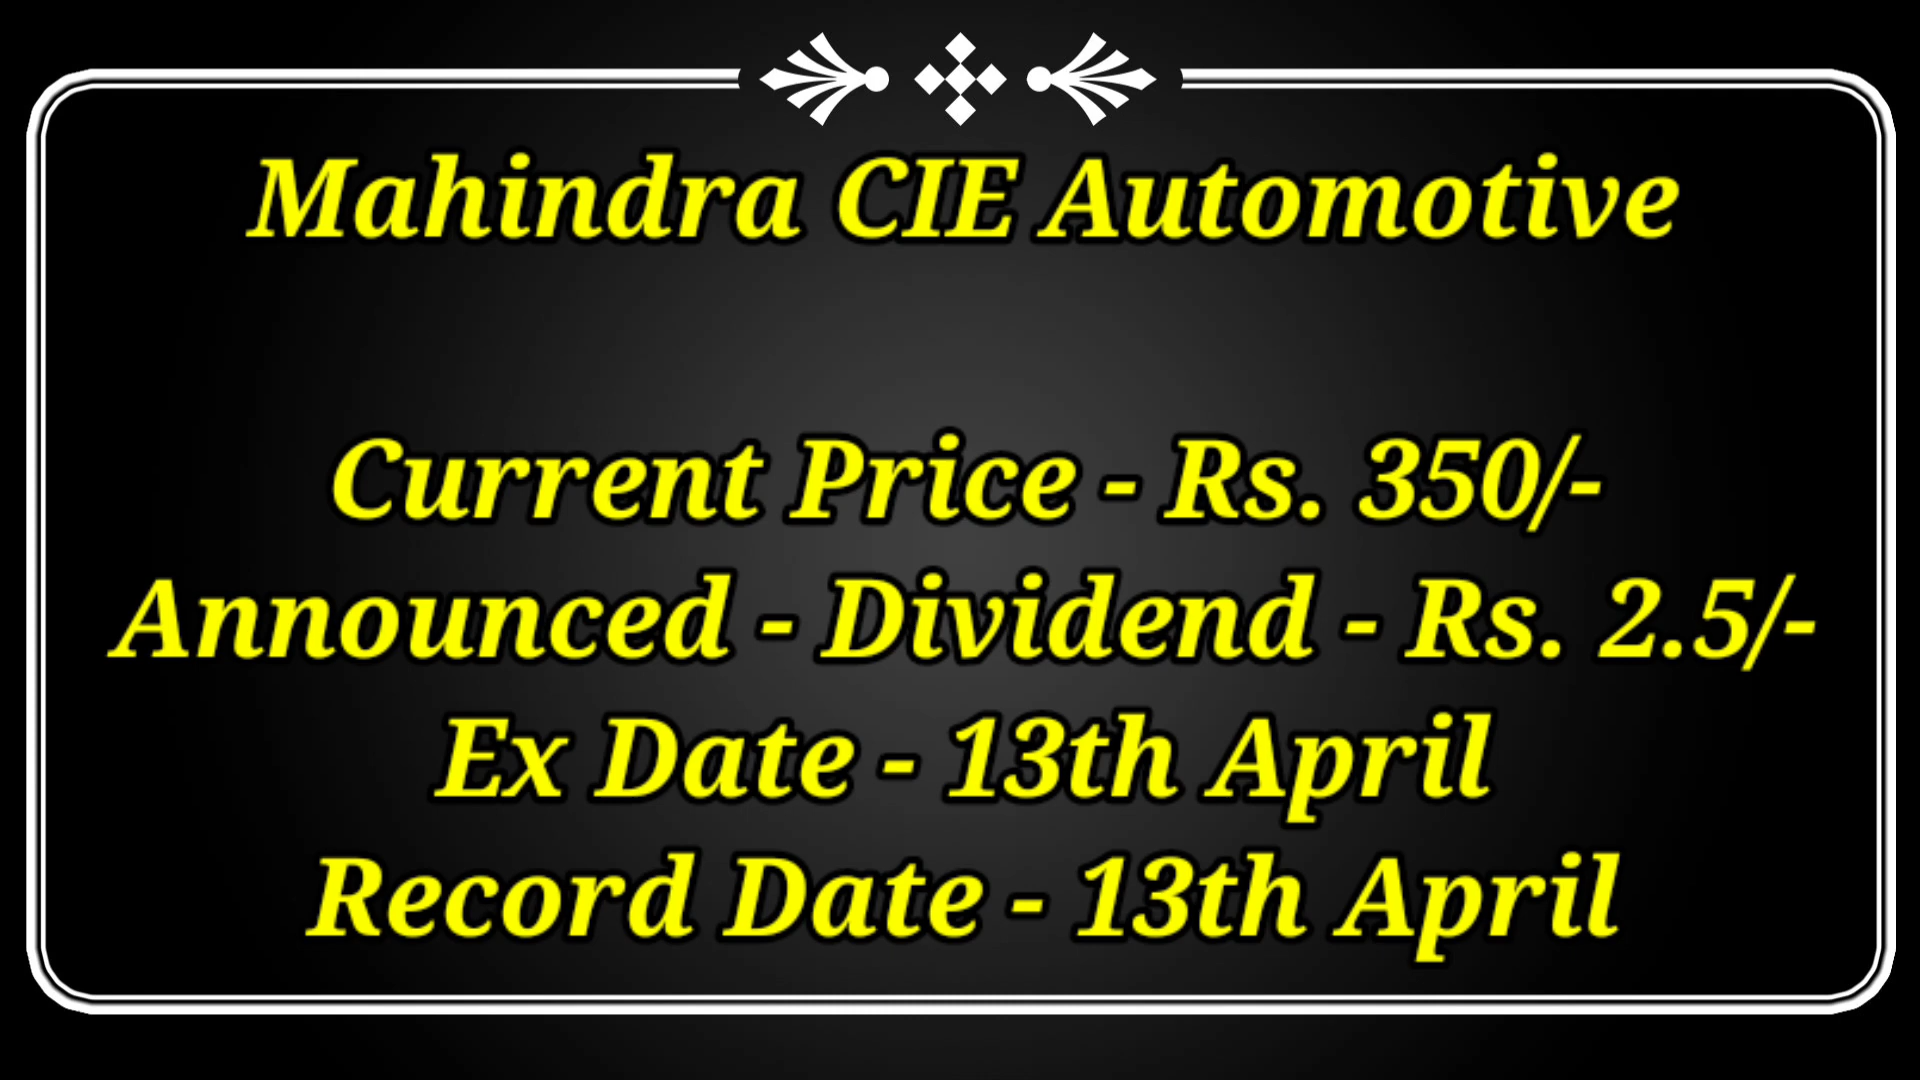 Mahindra CIE Automotive
Current Price - Rs. 350/-
Announced - Dividend - Rs. 2.5/-
Ex Date - 13th April
Record Date - 13th April